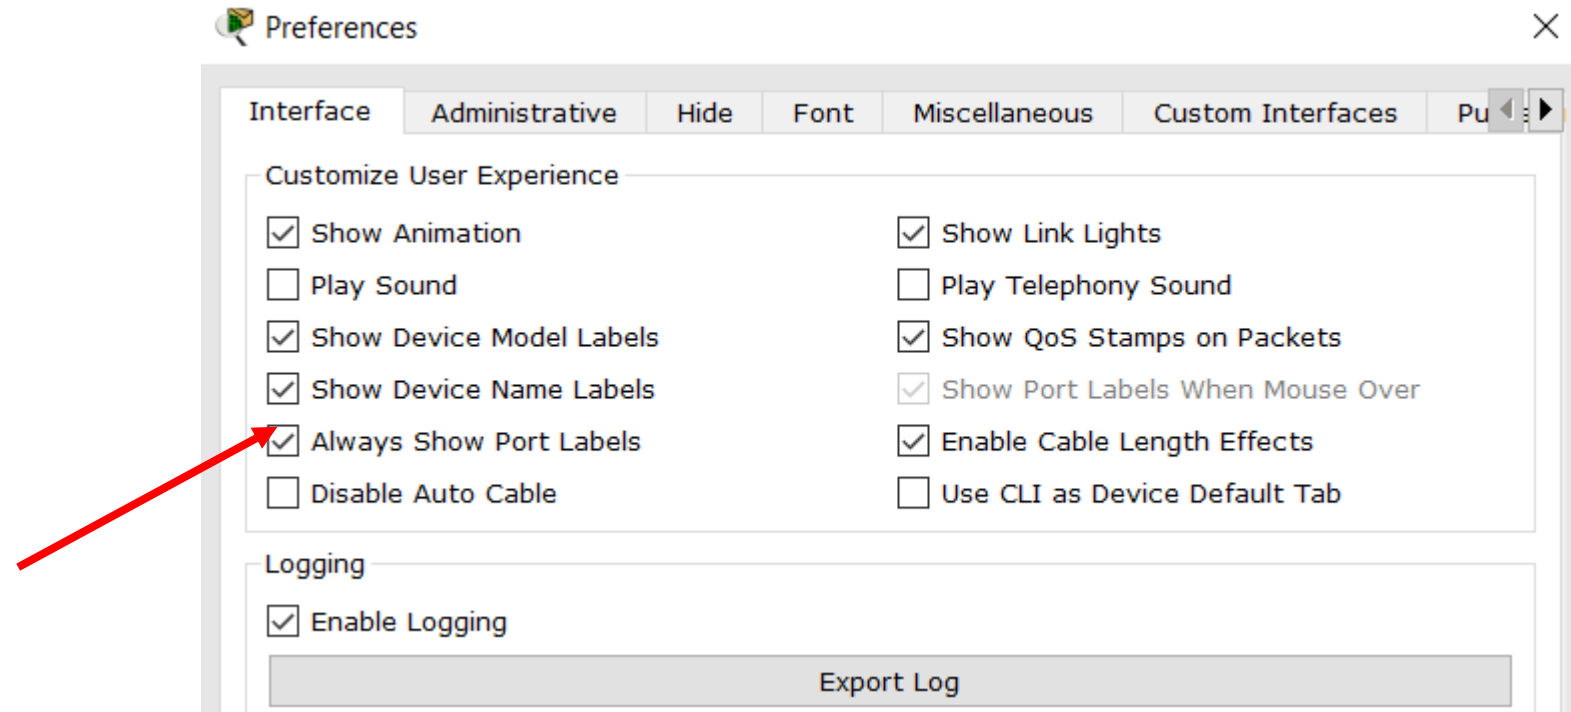 Preferences
Interface Administrative Hide Font Miscellaneous Custom Interfaces Pu
Customize User Experience
Show Animation Show Link Lights
Play Sound Play Telephony Sound
Show Device Model Labels Show QoS Stamps on Packets
Show Device Name Labels Show Port Labels When Mouse Over
Always Show Port Labels Enable Cable Length Effects
Disable Auto Cable Use CLI as Device Default Tab
Logging
Enable Logging
Export Log